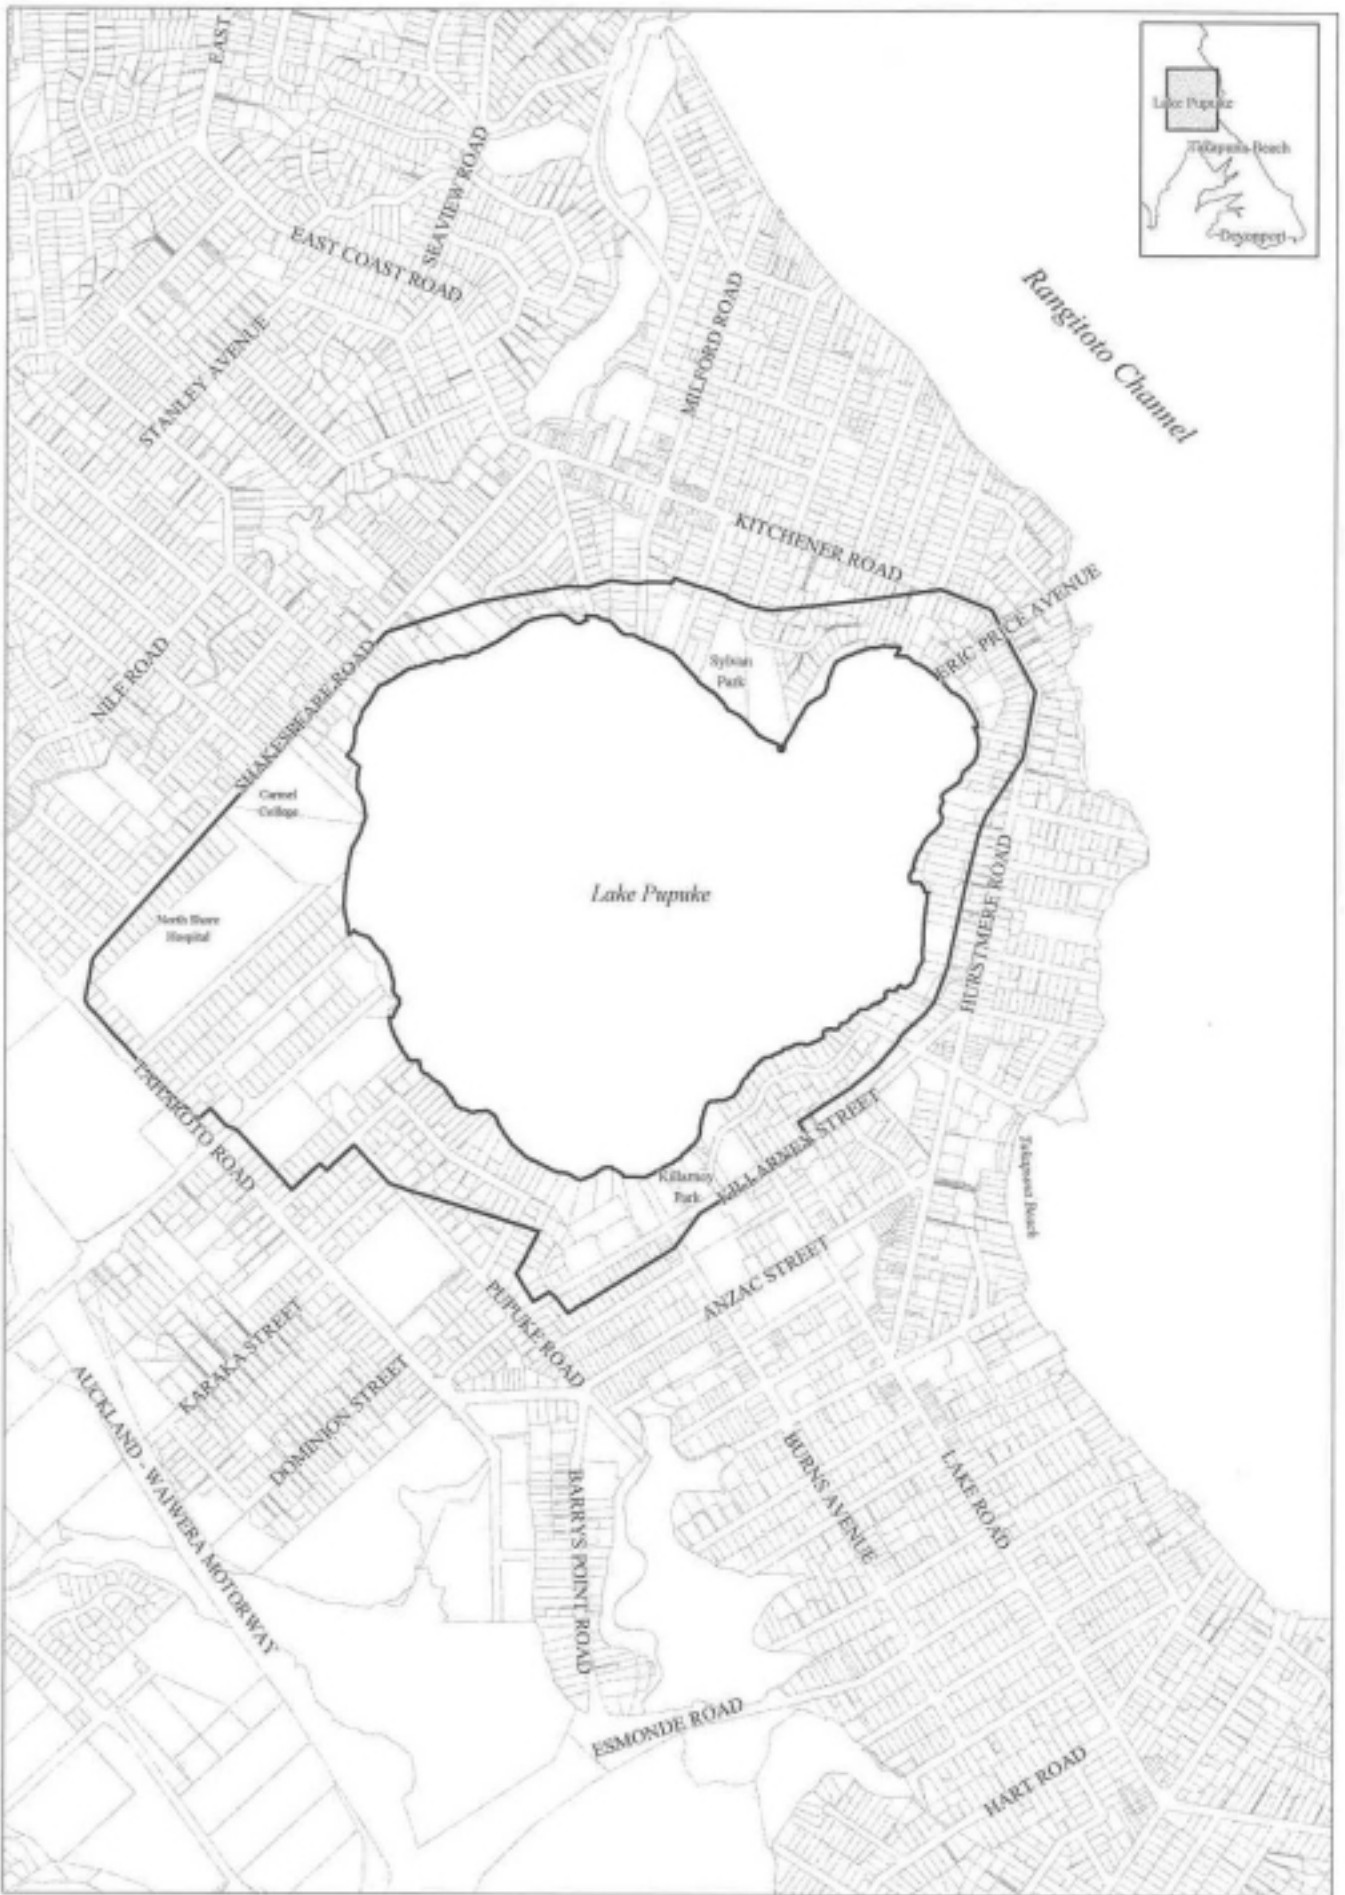 EAST
Lake Pupuke
Takapuna Beach
Devonport
SEAVIEW ROAD
EAST COAST ROAD
Rangitoto Channel
STANLEY AVENUE
MILFORD ROAD
KITCHENER ROAD
ERIC PRICE AVENUE
NILE ROAD
SHAKESPEARE ROAD
Sylvan
Park
Carmel
College
Lake Pupuke
North Shore
Hospital
HURSTMERE ROAD
TAHAROTO ROAD
KILLARNEY STREET
Killarney
Park
Takapuna Beach
ANZAC STREET
PUPUKE ROAD
KARAKA STREET
DOMINION STREET
AUCKLAND - WAIWERA MOTORWAY
BARRY'S POINT ROAD
BURNS AVENUE
LAKE ROAD
ESMONDE ROAD
HART ROAD